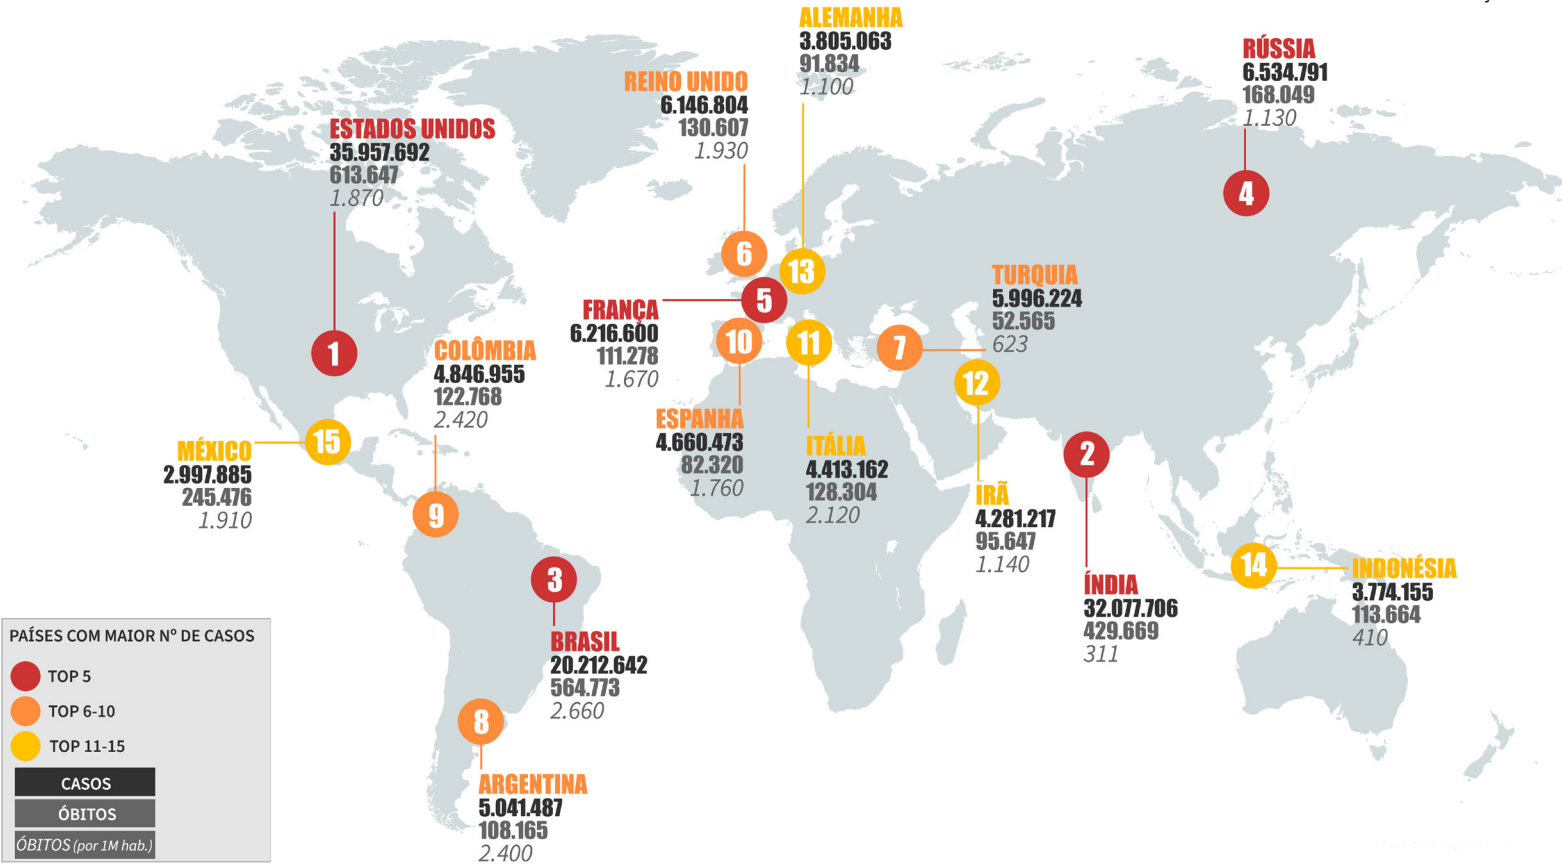 ALEMANHA
3.805.063
91.834
1.100
RÚSSIA
6.534.791
168.049
1.130
REINO UNIDO
6.146.804
130.607
1.930
ESTADOS UNIDOS
35.957.692
613.647
1.870
4
6
13
5
TURQUIA
5.996.224
52.565
623
FRANÇA
6.216.600
111.278
1.670
10
11
7
1
COLÔMBIA
4.846.955
122.768
2.420
12
ESPANHA
4.660.473
82.320
1.760
ITÁLIA
4.413.162
128.304
2.120
15
MÉXICO
2.997.885
245.476
1.910
2
IRÃ
4.281.217
95.647
1.140
9
3
14
INDONÉSIA
3.774.155
113.664
410
ÍNDIA
32.077.706
429.669
311
BRASIL
20.212.642
564.773
2.660
8
ARGENTINA
5.041.487
108.165
2.400
PAÍSES COM MAIOR Nº DE CASOS
TOP 5
TOP 6-10
TOP 11-15
CASOS
ÓBITOS
ÓBITOS (por 1M hab.)